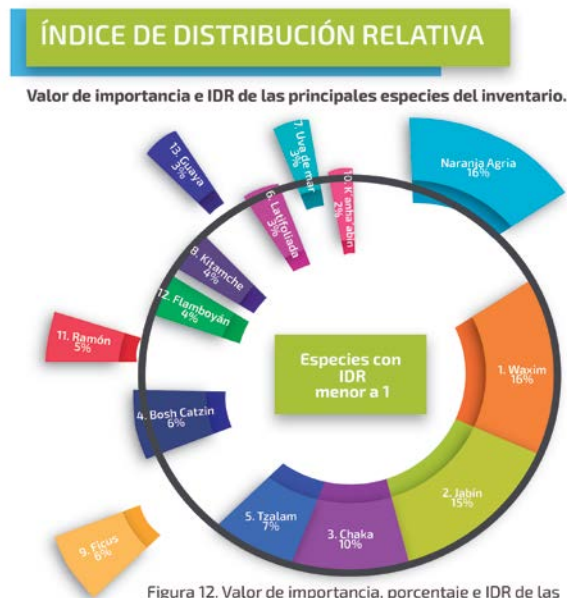 ÍNDICE DE DISTRIBUCIÓN RELATIVA
Valor de importancia e IDR de las principales especies del inventario.
Naranja Agria
16%
1. Waxim
16%
2. Jabín
15%
3. Chaka
10%
5. Tzalam
7%
9. Ficus
6%
4. Bosh Catzin
6%
11. Ramón
5%
12. Flamboyán
4%
8. Kitamche
4%
13. Guaya
3%
6. Latifoliada
3%
7. Uva de mar
3%
10. K'anha abin
2%
Especies con
IDR
menor a 1
Figura 12. Valor de importancia, porcentaje e IDR de las